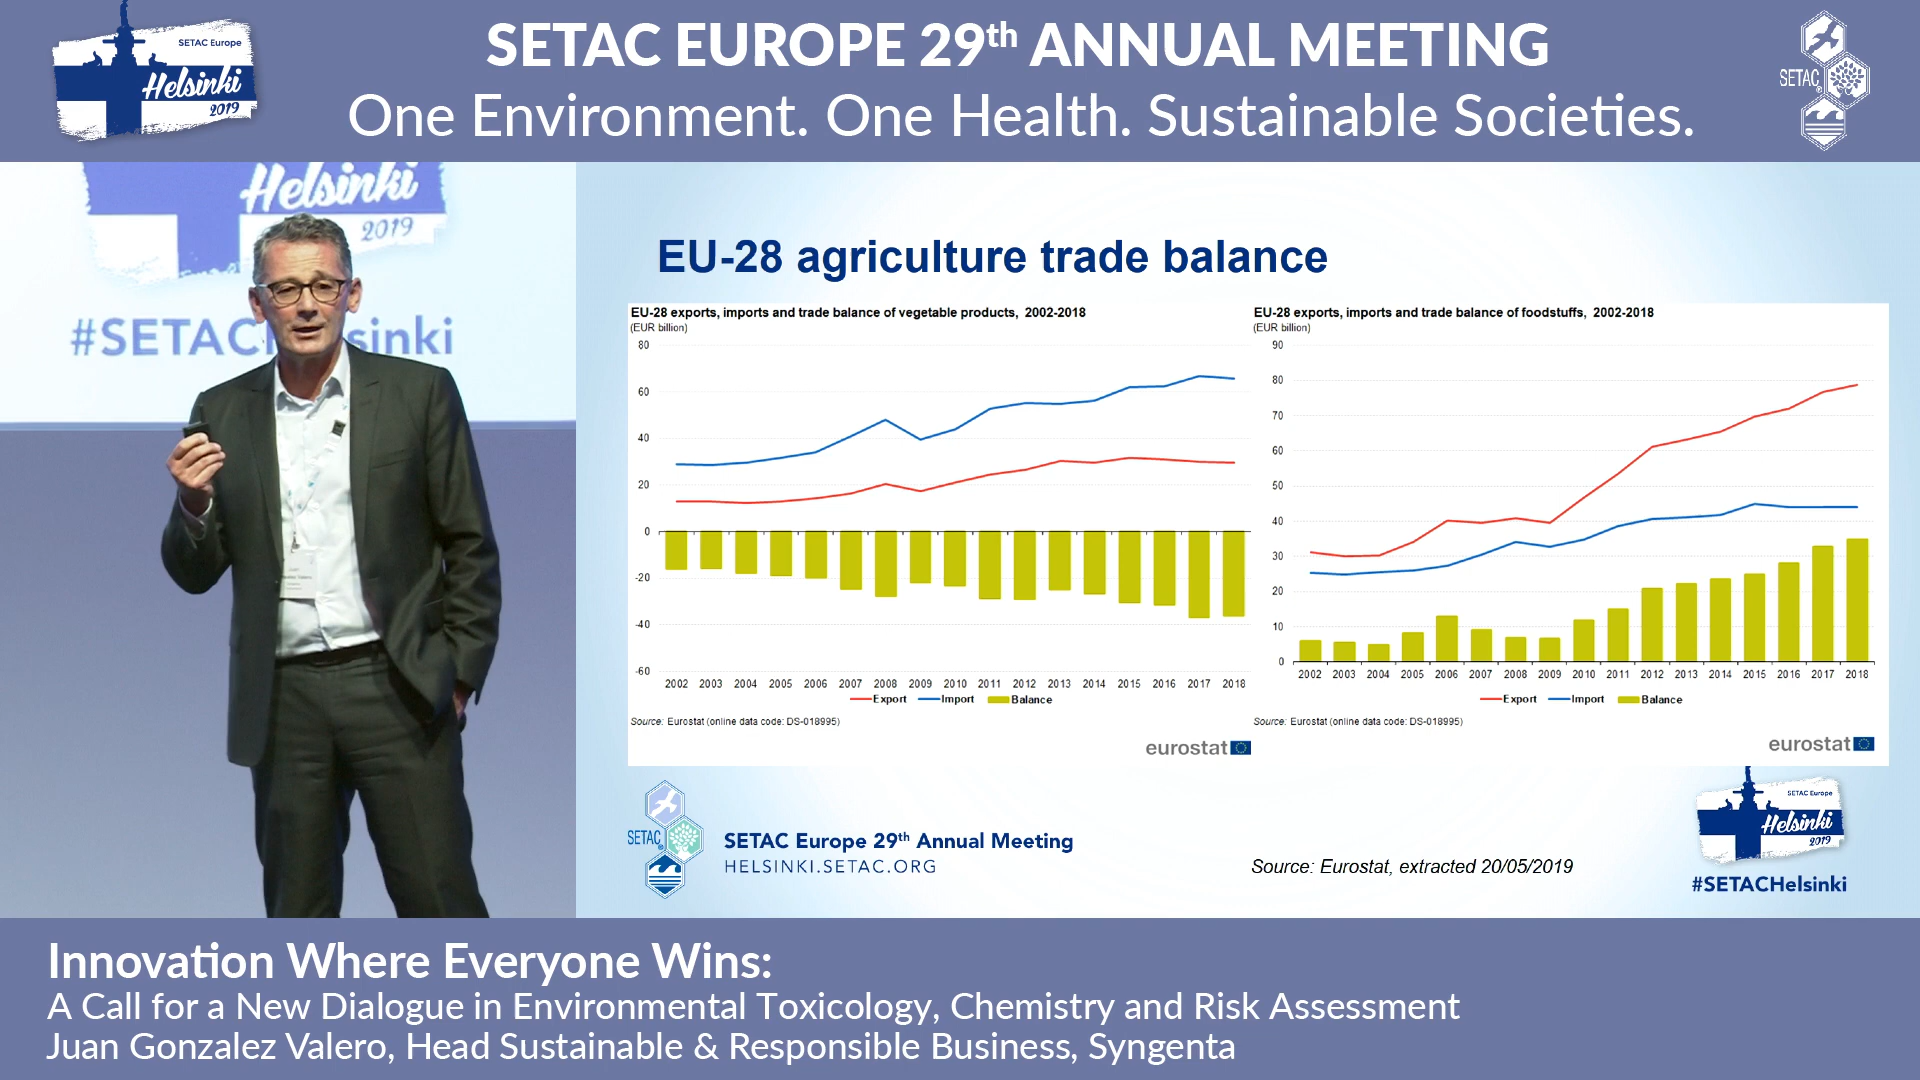 SETAC Europe
Helsinki
2019
SETAC EUROPE 29th ANNUAL MEETING
One Environment. One Health. Sustainable Societies.
SETAC
Helsinki
2019
#SETAC
sinki
EU-28 agriculture trade balance
EU-28 exports, imports and trade balance of vegetable products, 2002-2018
(EUR billion)
80
60
40
20
0
-20
-40
-60
2002 2003 2004 2005 2006 2007 2008 2009 2010 2011 2012 2013 2014 2015 2016 2017 2018
Export Import Balance
Source: Eurostat (online data code: DS-018995)
eurostat
EU-28 exports, imports and trade balance of foodstuffs, 2002-2018
(EUR billion)
90
80
70
60
50
40
30
20
10
0
2002 2003 2004 2005 2006 2007 2008 2009 2010 2011 2012 2013 2014 2015 2016 2017 2018
Export Import Balance
Source: Eurostat (online data code: DS-018995)
eurostat
SETAC
SETAC Europe 29th Annual Meeting
HELSINKI.SETAC.ORG
Source: Eurostat, extracted 20/05/2019
SETAC Europe
Helsinki
2019
#SETACHelsinki
Innovation Where Everyone Wins:
A Call for a New Dialogue in Environmental Toxicology, Chemistry and Risk Assessment
Juan Gonzalez Valero, Head Sustainable & Responsible Business, Syngenta